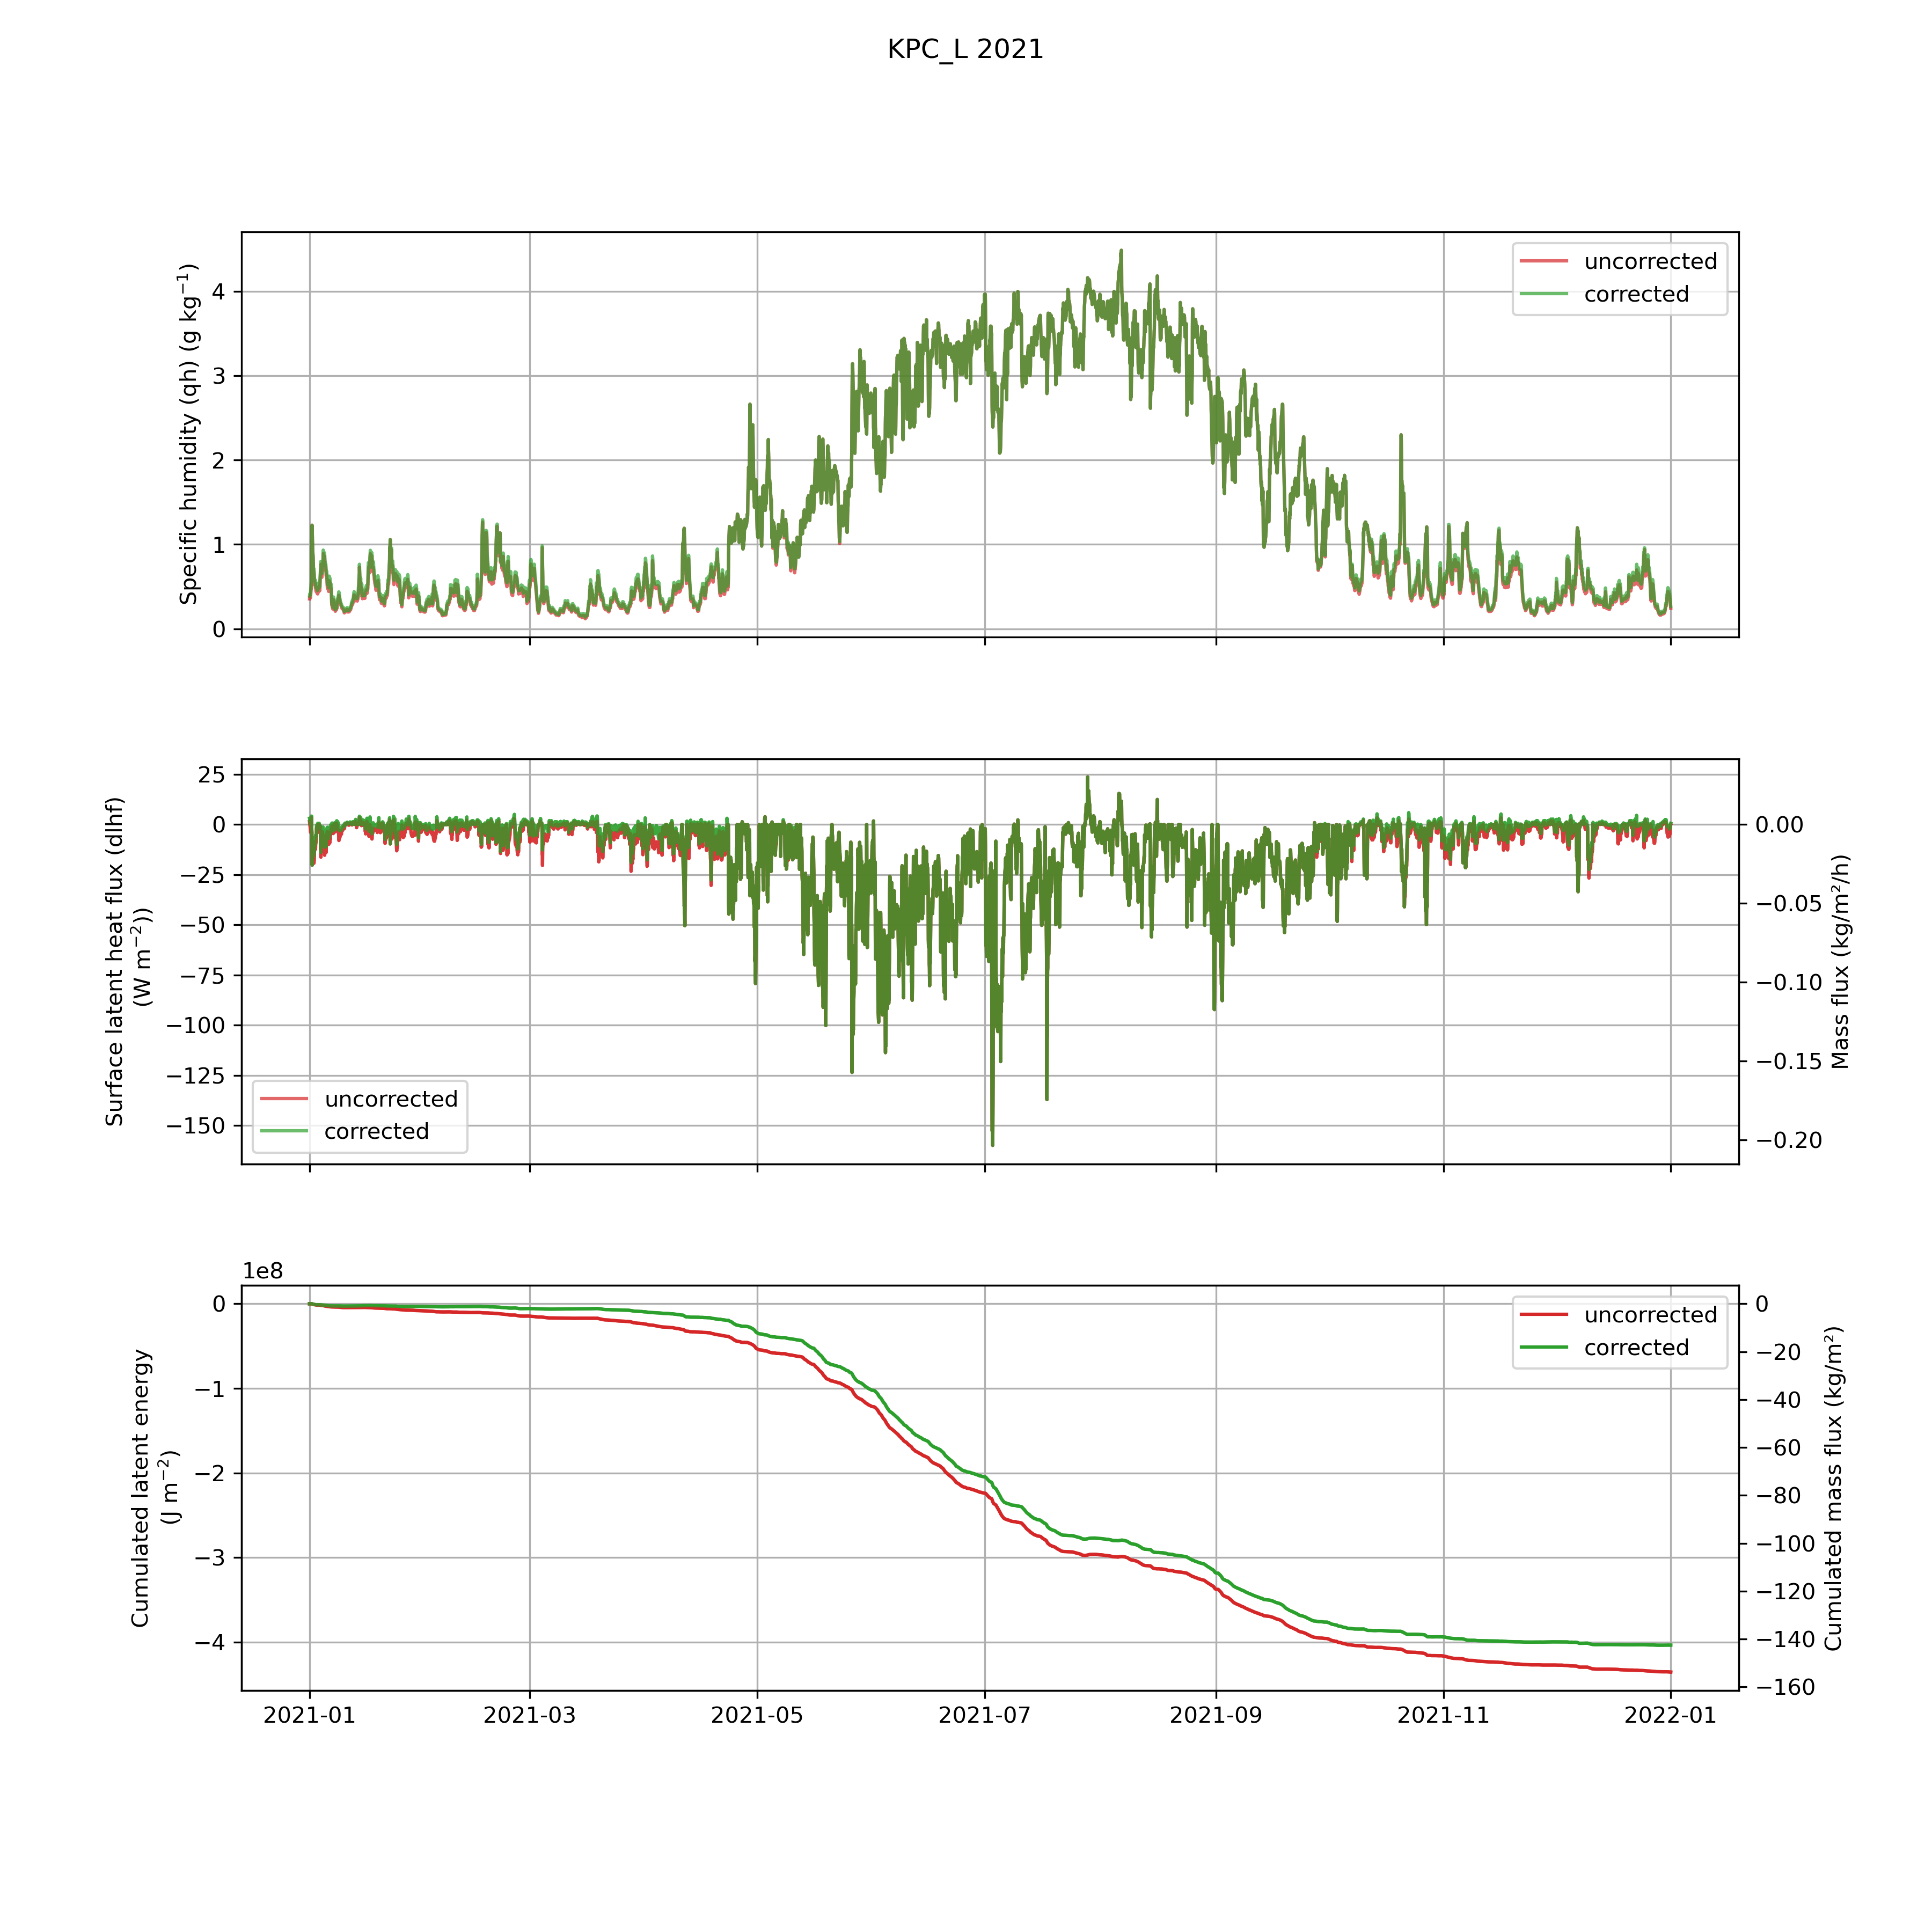 KPC_L 2021
Specific humidity (qh) (g kg⁻¹)
4
3
2
1
0
uncorrected
corrected
Surface latent heat flux (dlhf)
(W m⁻²))
25
0
−25
−50
−75
−100
−125
−150
uncorrected
corrected
0.00
−0.05
−0.10
−0.15
−0.20
Mass flux (kg/m²/h)
1e8
Cumulated latent energy
(J m⁻²)
0
−1
−2
−3
−4
uncorrected
corrected
0
−20
−40
−60
−80
−100
−120
−140
−160
Cumulated mass flux (kg/m²)
2021-01 2021-03 2021-05 2021-07 2021-09 2021-11 2022-01